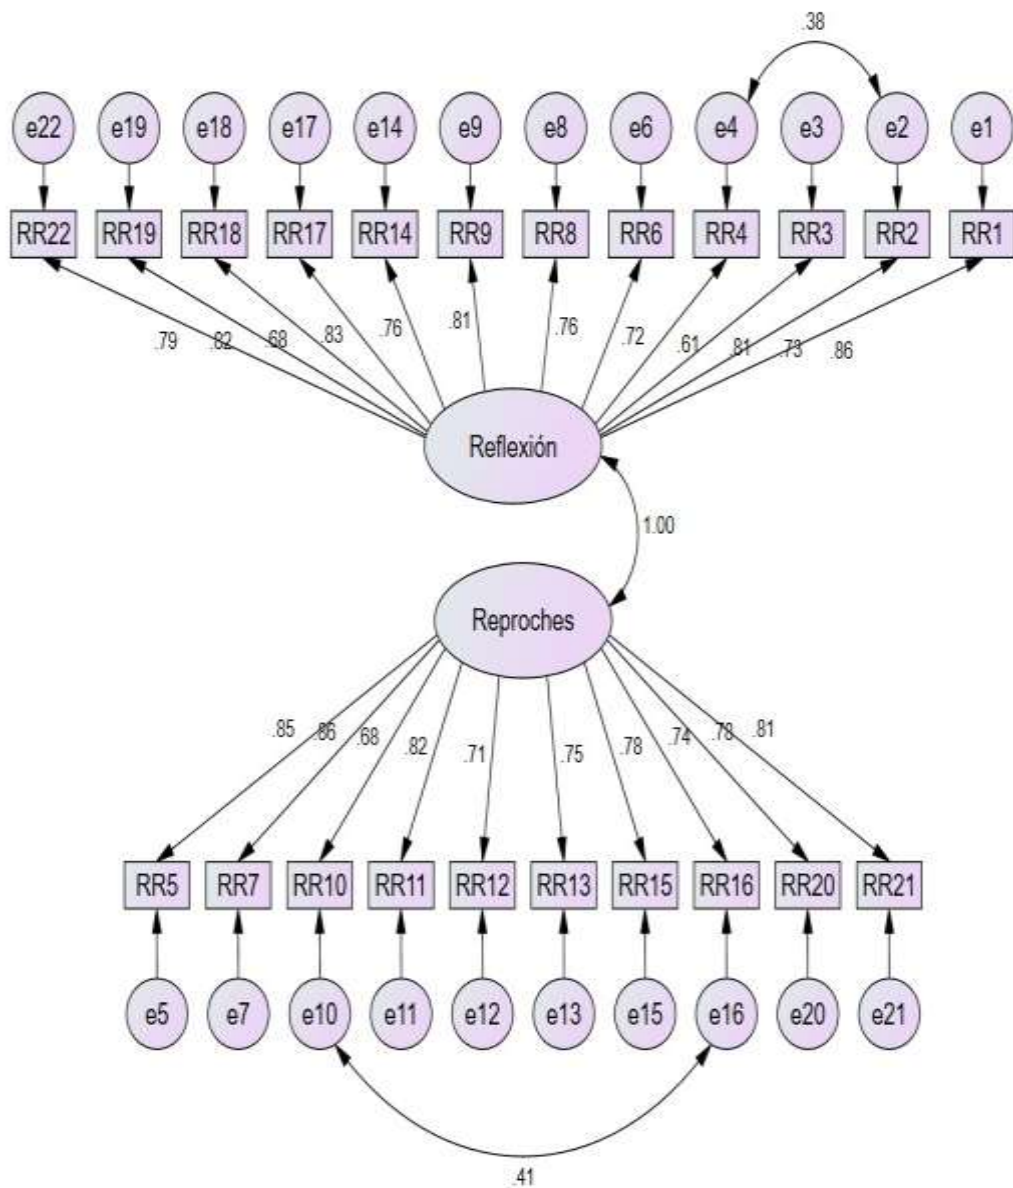 .38
e22 e19 e18 e17 e14 e9 e8 e6 e4 e3 e2 e1
RR22 RR19 RR18 RR17 RR14 RR9 RR8 RR6 RR4 RR3 RR2 RR1
.79 .82 .68 .83 .76 .81 .76 .72 .61 .81 .73 .86
Reflexión
1.00
Reproches
.85 .86 .68 .82 .71 .75 .78 .74 .78 .81
RR5 RR7 RR10 RR11 RR12 RR13 RR15 RR16 RR20 RR21
e5 e7 e10 e11 e12 e13 e15 e16 e20 e21
.41